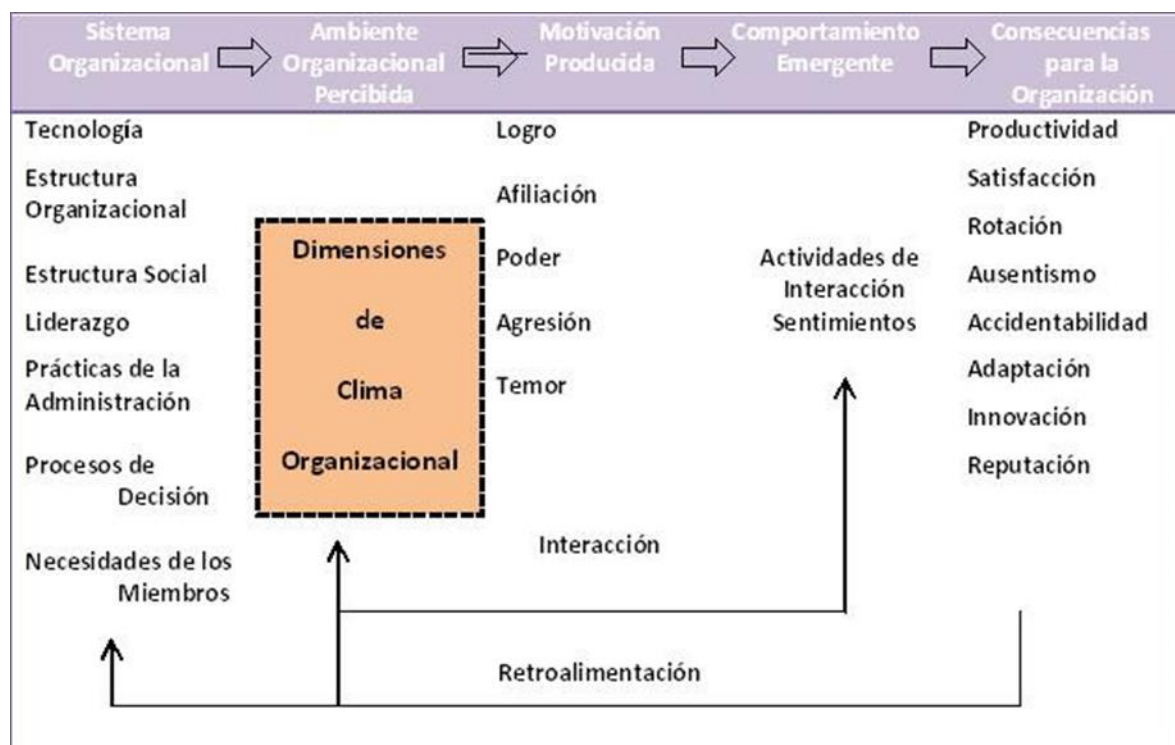 Sistema
Organizacional
Ambiente
Organizacional
Percibida
Motivación
Producida
Comportamiento
Emergente
Consecuencias
para la
Organización
Tecnología
Estructura
Organizacional
Estructura Social
Liderazgo
Prácticas de la
Administración
Procesos de
Decisión
Necesidades de los
Miembros
Dimensiones
de
Clima
Organizacional
Logro
Afiliación
Poder
Agresión
Temor
Actividades de
Interacción
Sentimientos
Productividad
Satisfacción
Rotación
Ausentismo
Accidentabilidad
Adaptación
Innovación
Reputación
Interacción
Retroalimentación